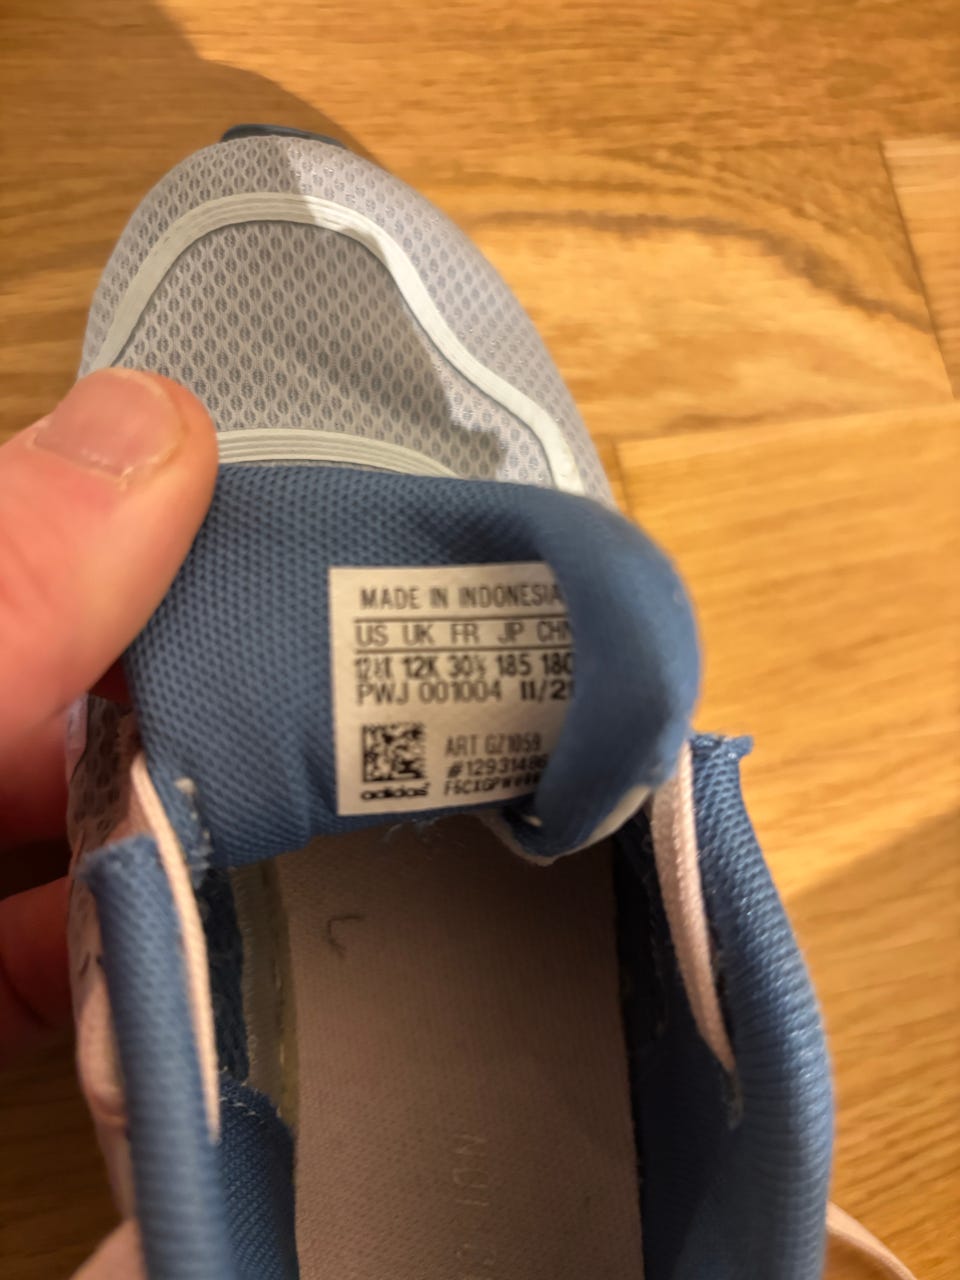 MADE IN INDONESIA
US UK FR JP CHN
12½K 12K 30½ 185 180
PWJ 001004 11/21
ART GZ1059
adidas